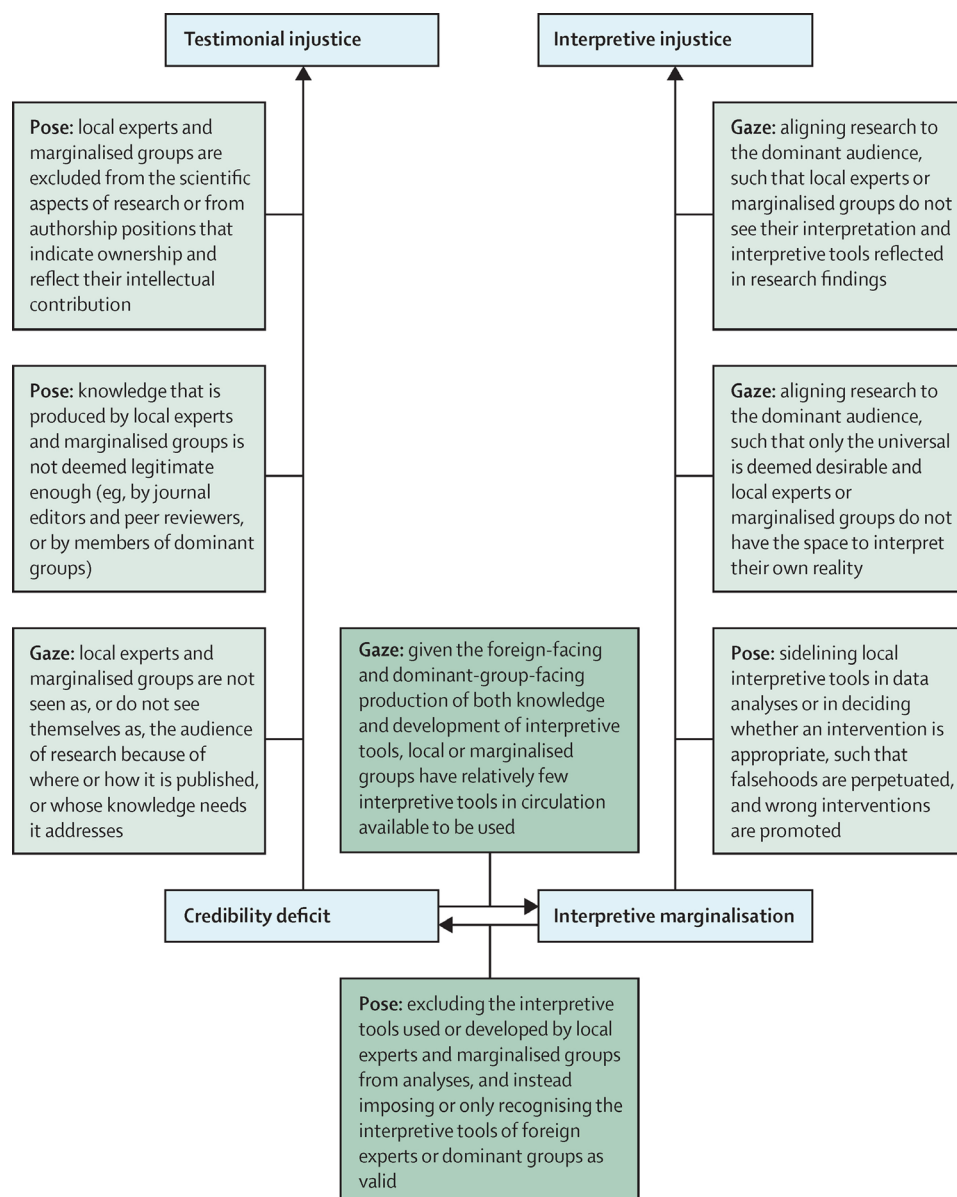 Testimonial injustice
Interpretive injustice
Pose: local experts and
marginalised groups are
excluded from the scientific
aspects of research or from
authorship positions that
indicate ownership and
reflect their intellectual
contribution
Gaze: aligning research to
the dominant audience,
such that local experts or
marginalised groups do not
see their interpretation and
interpretive tools reflected
in research findings
Pose: knowledge that is
produced by local experts
and marginalised groups is
not deemed legitimate
enough (eg, by journal
editors and peer reviewers,
or by members of dominant
groups)
Gaze: aligning research to
the dominant audience,
such that only the universal
is deemed desirable and
local experts or
marginalised groups do not
have the space to interpret
their own reality
Gaze: local experts and
marginalised groups are not
seen as, or do not see
themselves as, the audience
of research because of
where or how it is published,
or whose knowledge needs
it addresses
Gaze: given the foreign-facing
and dominant-group-facing
production of both knowledge
and development of interpretive
tools, local or marginalised
groups have relatively few
interpretive tools in circulation
available to be used
Pose: sidelining local
interpretive tools in data
analyses or in deciding
whether an intervention is
appropriate, such that
falsehoods are perpetuated,
and wrong interventions
are promoted
Credibility deficit
Interpretive marginalisation
Pose: excluding the interpretive
tools used or developed by local
experts and marginalised groups
from analyses, and instead
imposing or only recognising the
interpretive tools of foreign
experts or dominant groups as
valid